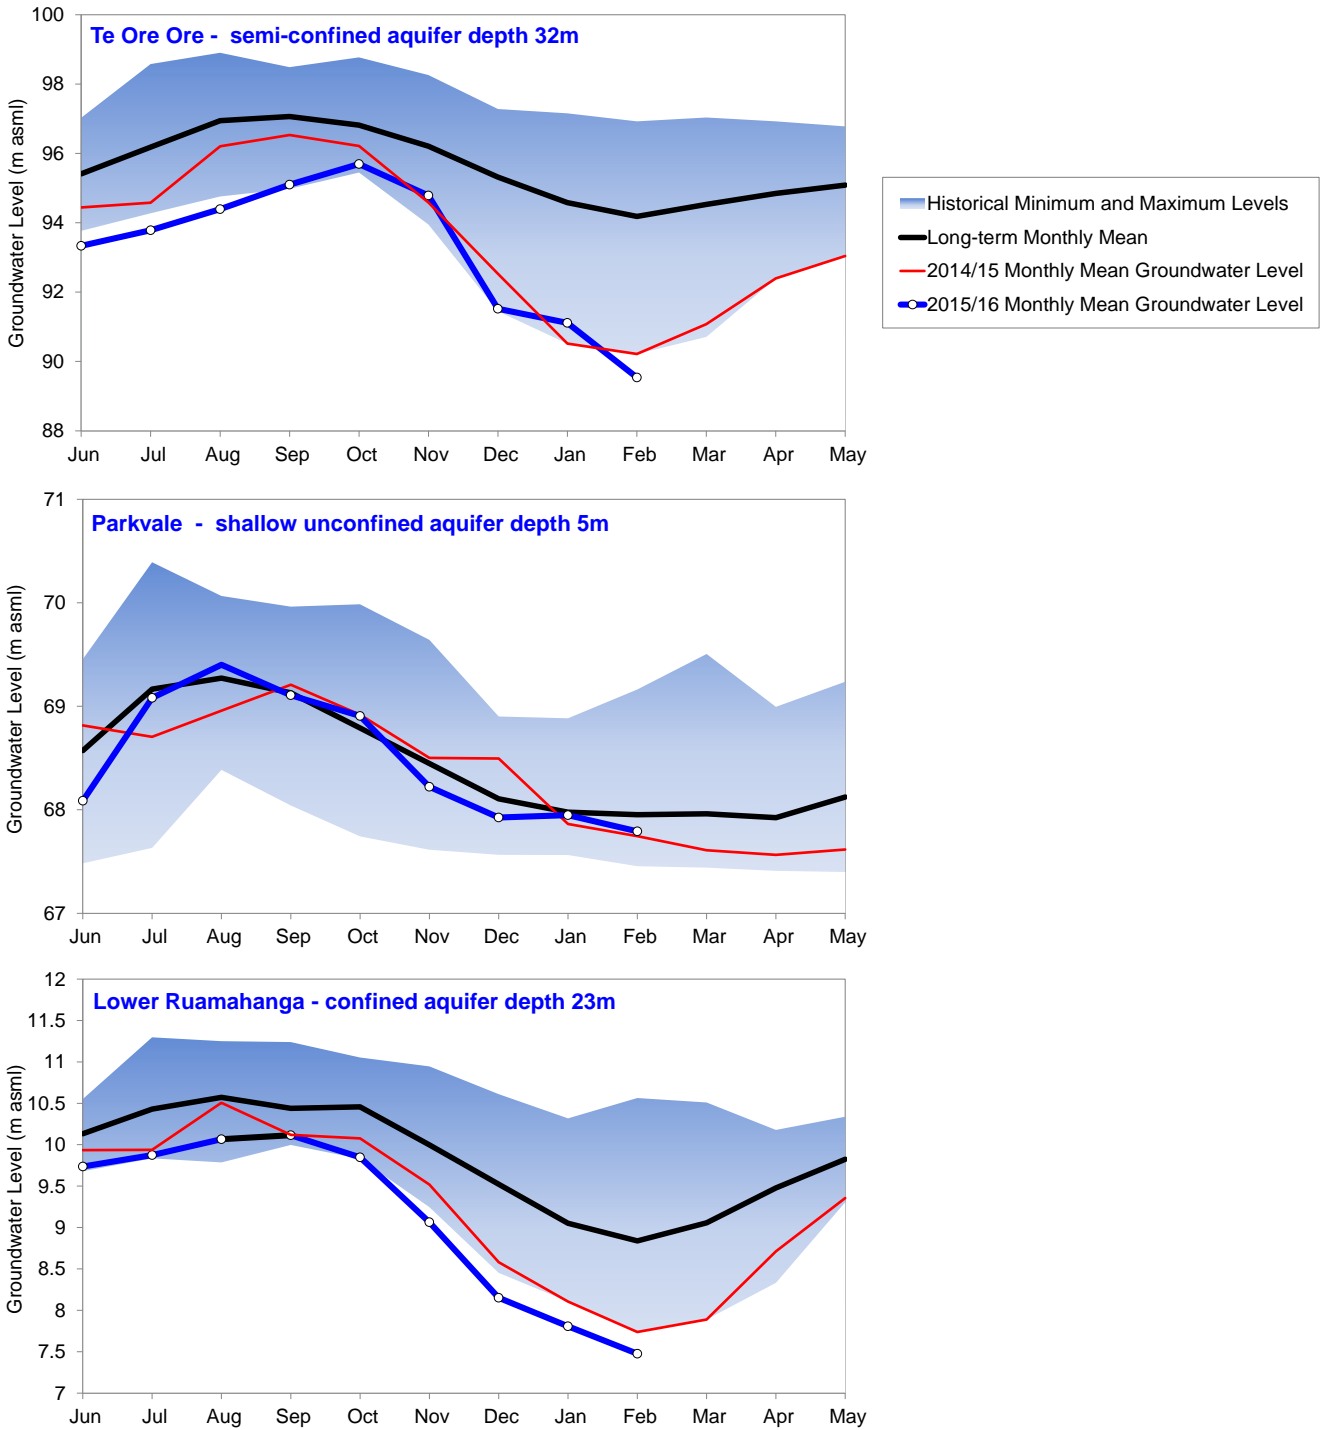 Te Ore Ore -  semi-confined aquifer depth 32m
Groundwater Level (m asml)
100
98
96
94
92
90
88
Jun Jul Aug Sep Oct Nov Dec Jan Feb Mar Apr May
Historical Minimum and Maximum Levels
Long-term Monthly Mean
2014/15 Monthly Mean Groundwater Level
2015/16 Monthly Mean Groundwater Level
Parkvale  -  shallow unconfined aquifer depth 5m
Groundwater Level (m asml)
71
70
69
68
67
Jun Jul Aug Sep Oct Nov Dec Jan Feb Mar Apr May
Lower Ruamahanga - confined aquifer depth 23m
Groundwater Level (m asml)
12
11.5
11
10.5
10
9.5
9
8.5
8
7.5
7
Jun Jul Aug Sep Oct Nov Dec Jan Feb Mar Apr May